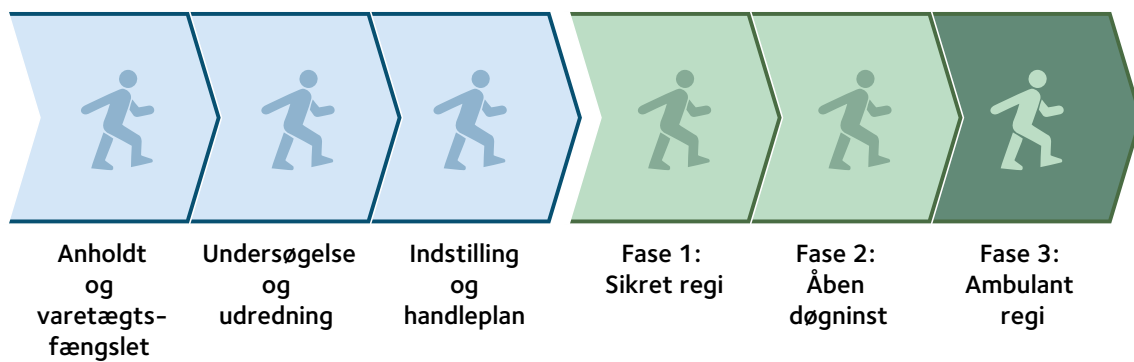 Anholdt
og
varetægts-
fængslet
Undersøgelse
og
udredning
Indstilling
og
handleplan
Fase 1:
Sikret regi
Fase 2:
Åben
døgninst
Fase 3:
Ambulant
regi